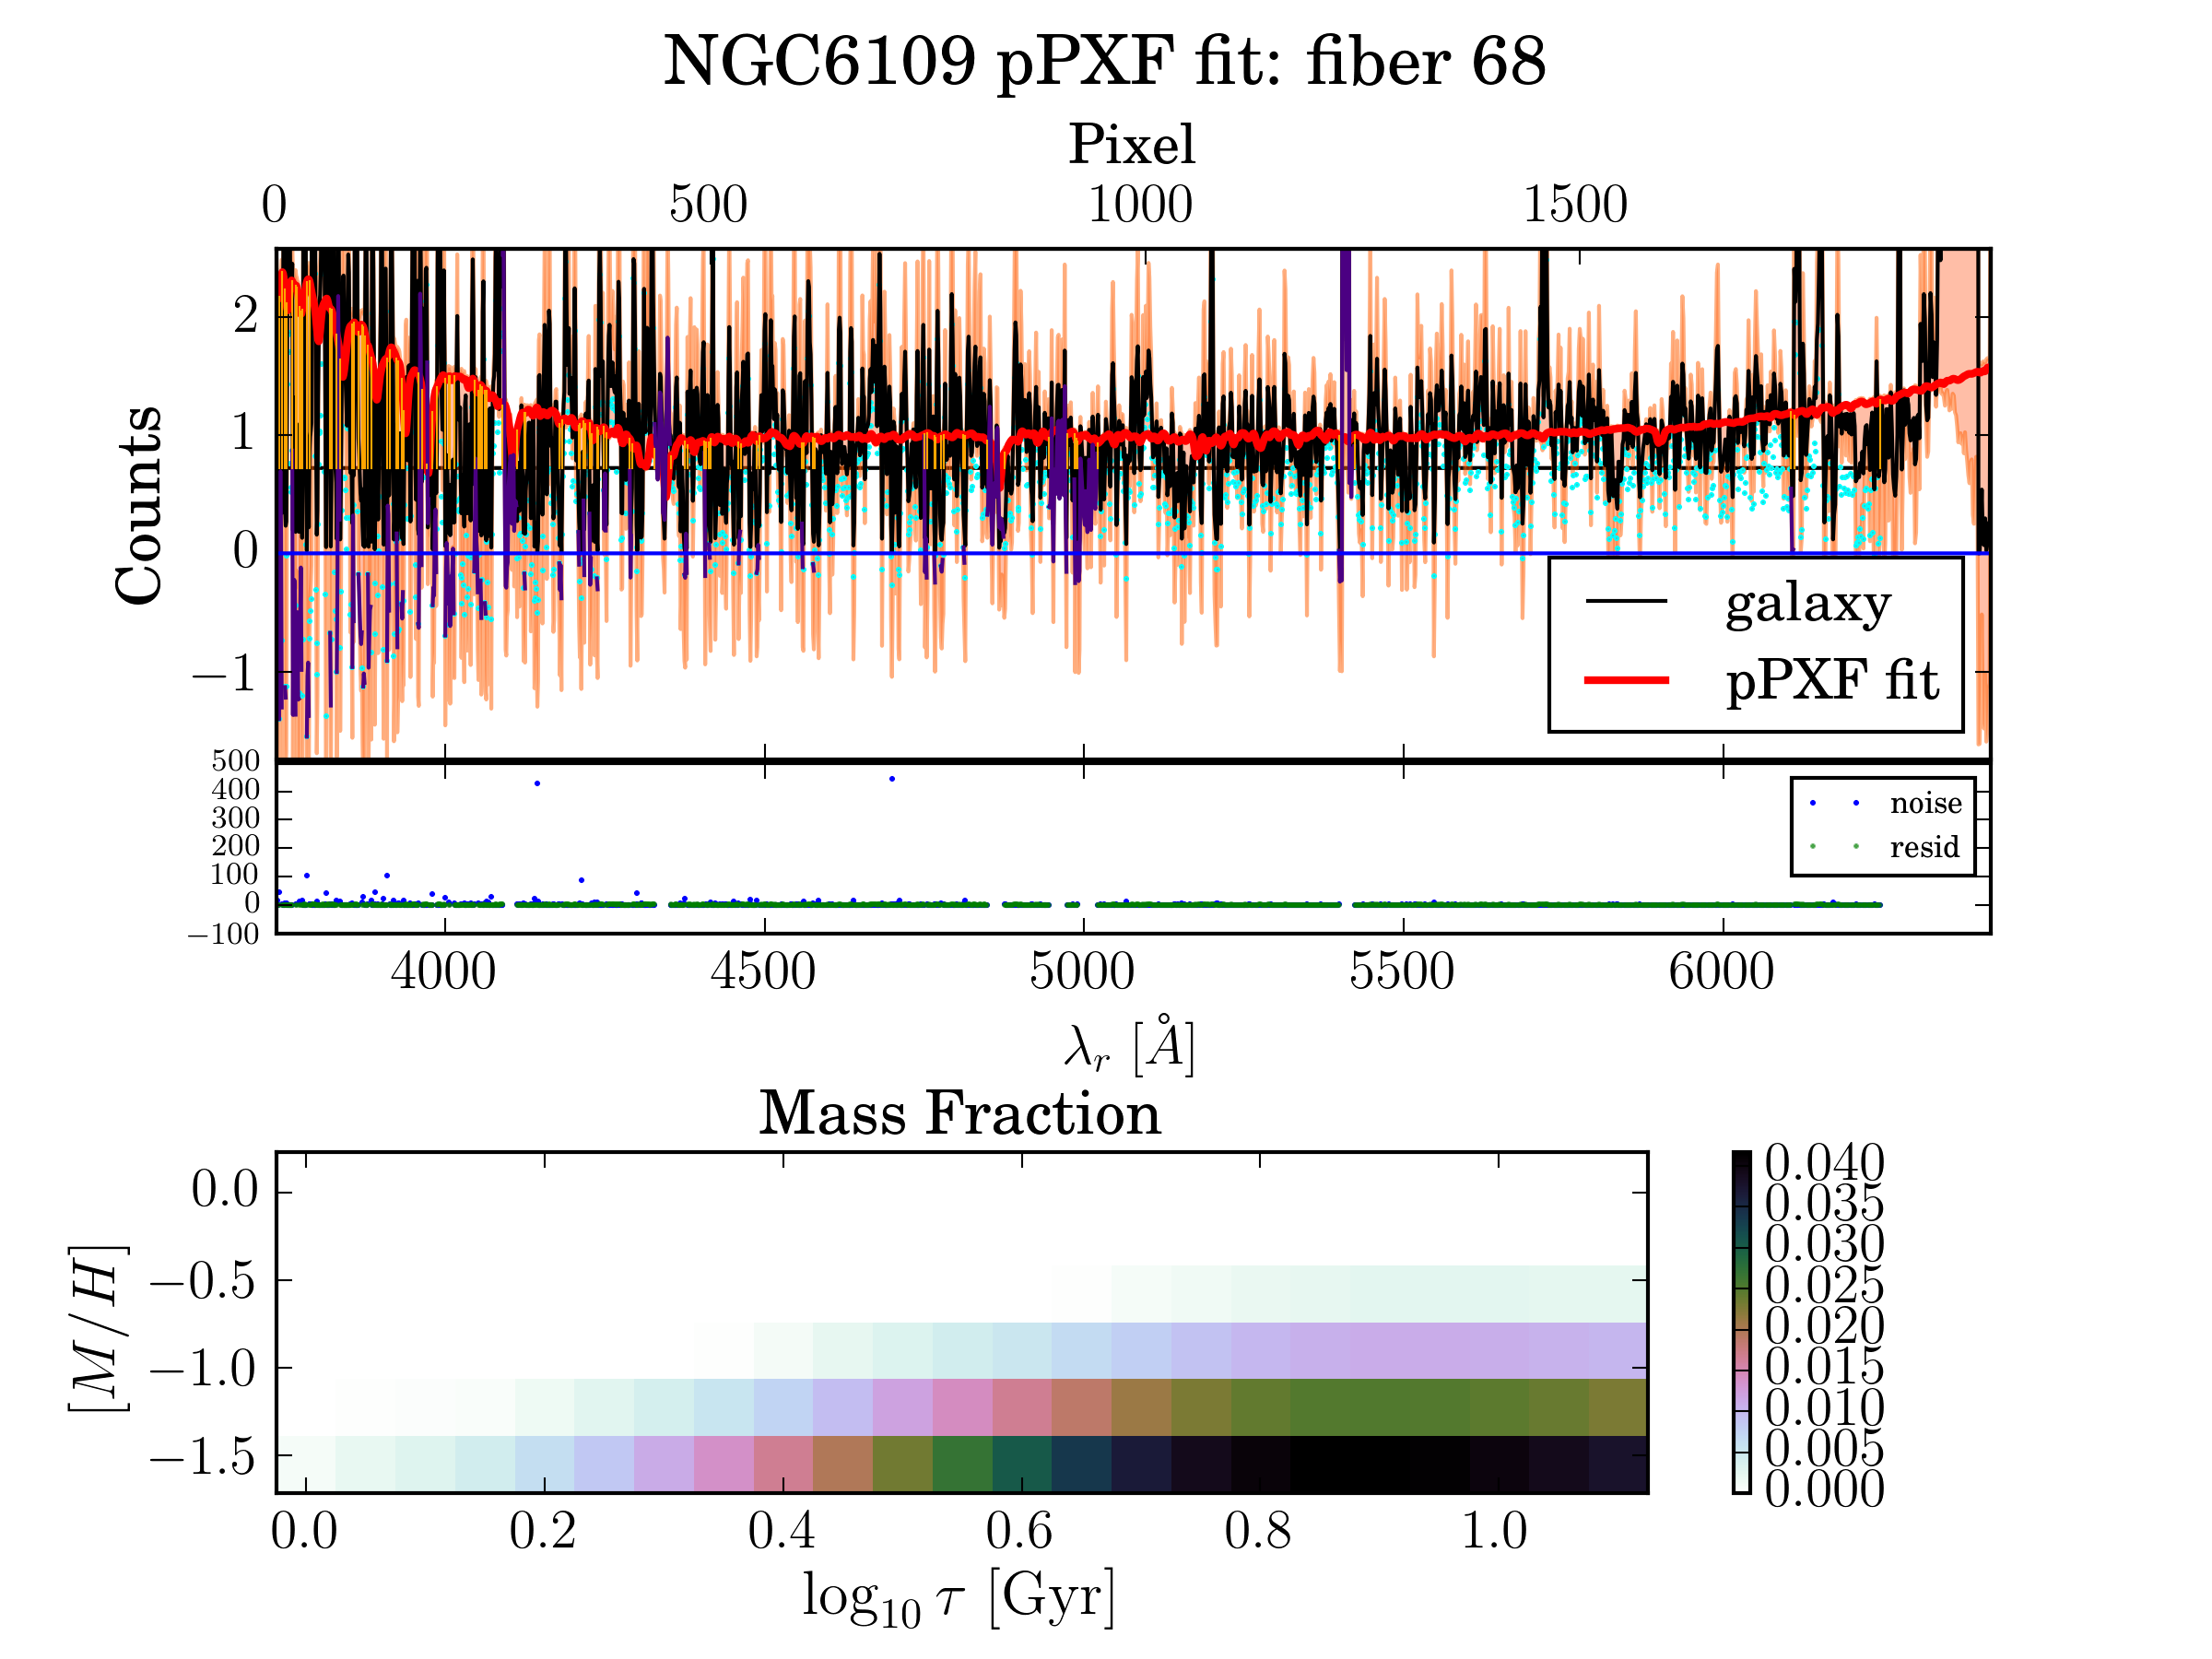 NGC6109 pPXF fit: fiber 68
Pixel
0 500 1000 1500
Counts
2
1
0
−1
galaxy
pPXF fit
500
400
300
200
100
0
−100
noise
resid
4000 4500 5000 5500 6000
λr [Å]
Mass Fraction
[M/H]
0.0
−0.5
−1.0
−1.5
0.0 0.2 0.4 0.6 0.8 1.0
log10 τ [Gyr]
0.040
0.035
0.030
0.025
0.020
0.015
0.010
0.005
0.000